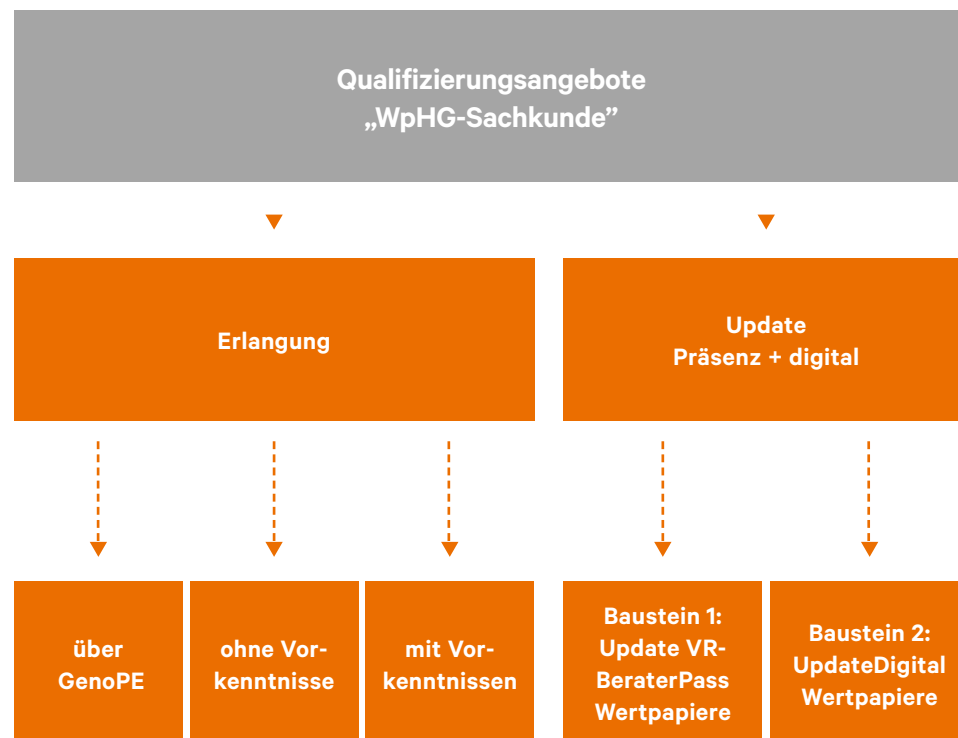 Qualifizierungsangebote
„WpHG-Sachkunde”
Erlangung
Update
Präsenz + digital
über
GenoPE
ohne Vor-
kenntnisse
mit Vor-
kenntnissen
Baustein 1:
Update VR-
BeraterPass
Wertpapiere
Baustein 2:
UpdateDigital
Wertpapiere